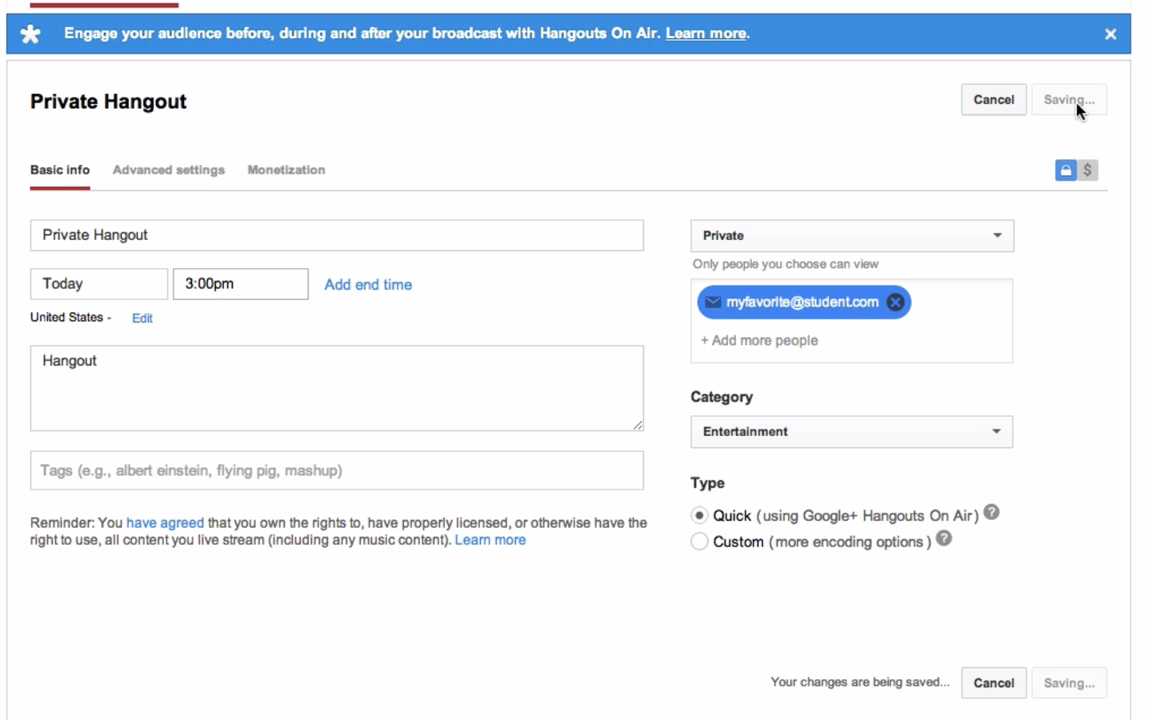 Engage your audience before, during and after your broadcast with Hangouts On Air. Learn more.
Private Hangout
Cancel
Saving...
Basic info
Advanced settings
Monetization
$
Private Hangout
Today
3:00pm
Add end time
United States -
Edit
Hangout
Tags (e.g., albert einstein, flying pig, mashup)
Reminder: You have agreed that you own the rights to, have properly licensed, or otherwise have the
right to use, all content you live stream (including any music content). Learn more
Private
Only people you choose can view
myfavorite@student.com
+ Add more people
Category
Entertainment
Type
Quick (using Google+ Hangouts On Air) ?
Custom (more encoding options ) ?
Your changes are being saved...
Cancel
Saving...